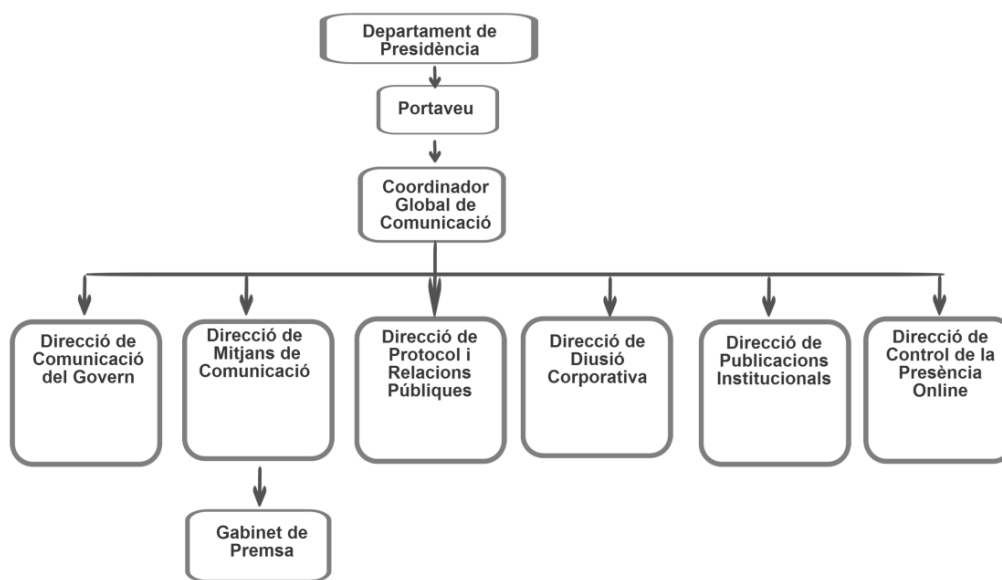 Departament de
Presidència
Portaveu
Coordinador
Global de
Comunicació
Direcció de
Comunicació
del Govern
Direcció de
Mitjans de
Comunicació
Direcció de
Protocol i
Relacions
Públiques
Direcció de
Diusió
Corporativa
Direcció de
Publicacions
Institucionals
Direcció de
Control de la
Presència
Online
Gabinet de
Premsa